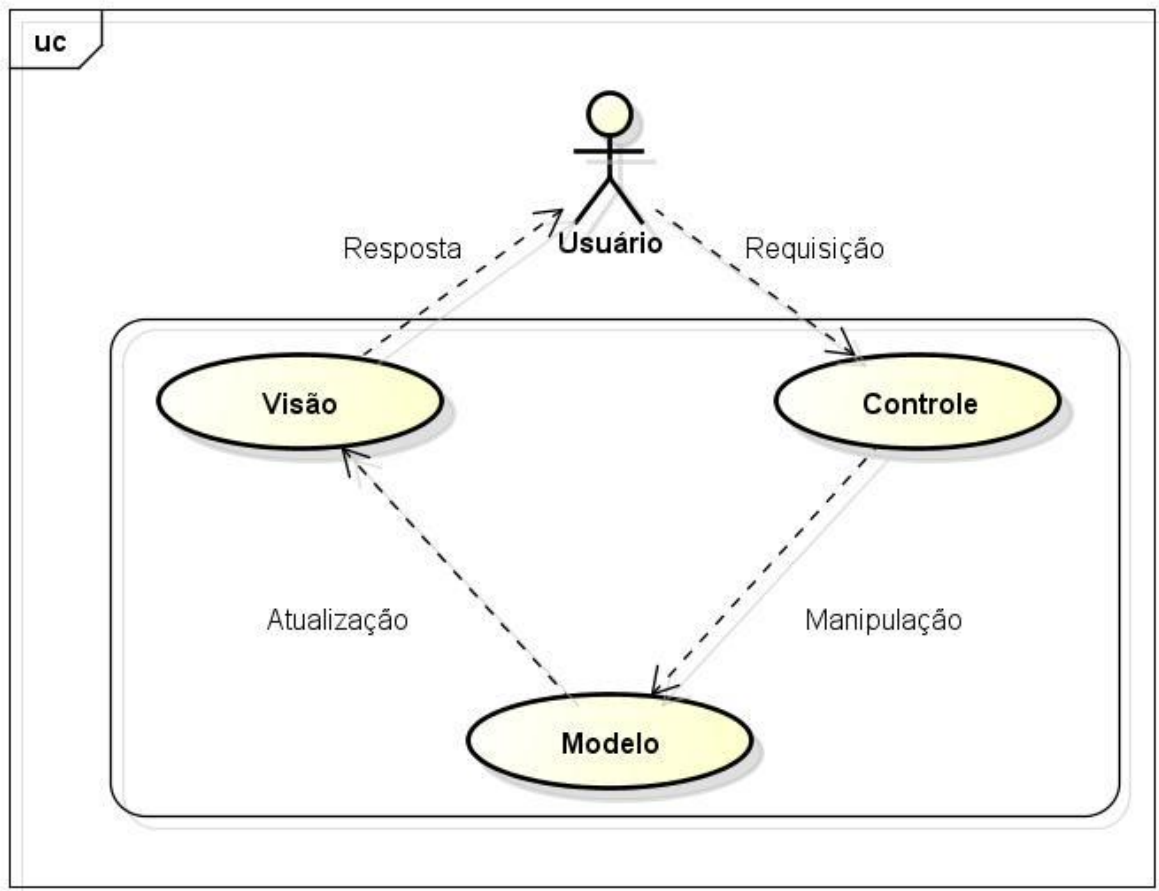 uc
Usuário
Resposta
Requisição
Visão
Controle
Atualização
Manipulação
Modelo